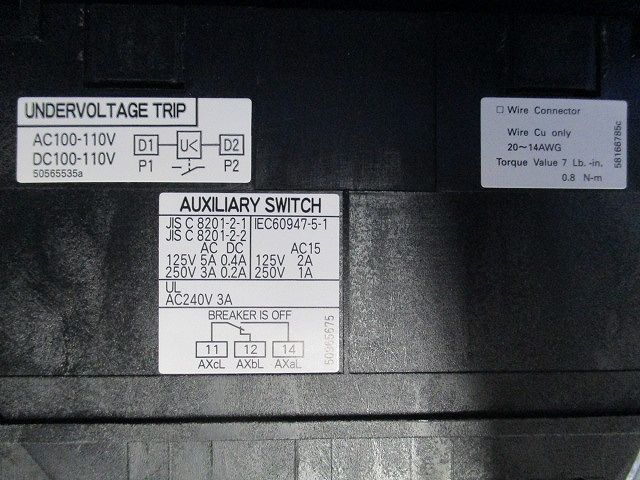 UNDERVOLTAGE TRIP
AC100-110V
DC100-110V
D1 U< D2
P1 P2
50565535a
☐ Wire Connector
Wire Cu only
20～14AWG
Torque Value 7 Lb.-in.
0.8 N-m
58166785c
AUXILIARY SWITCH
JIS C 8201-2-1 IEC60947-5-1
JIS C 8201-2-2
AC DC AC15
125V 5A 0.4A 125V 2A
250V 3A 0.2A 250V 1A
UL
AC240V 3A
BREAKER IS OFF
11 12 14
AXcL AXbL AXaL